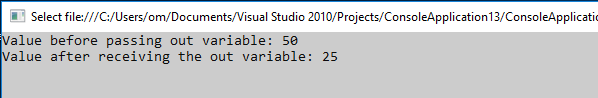 Select file:///C:/Users/om/Documents/Visual Studio 2010/Projects/ConsoleApplication13/ConsoleApplicatio
Value before passing out variable: 50
Value after receiving the out variable: 25